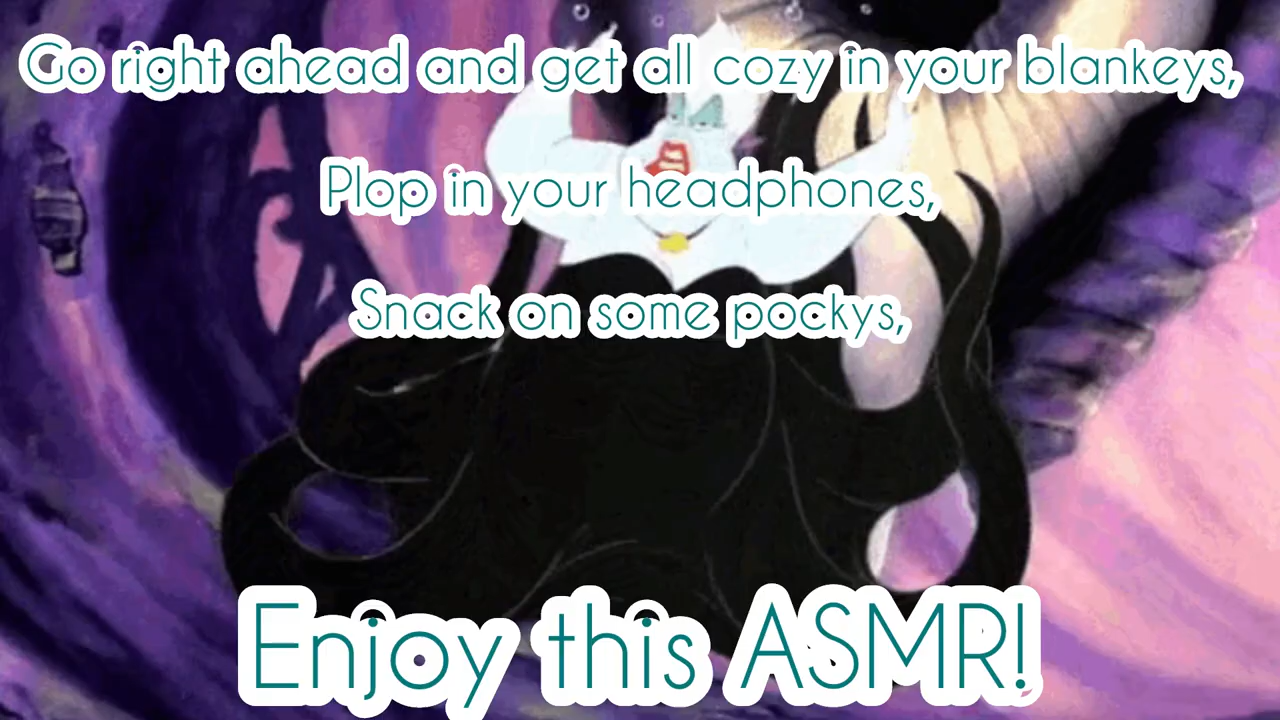 Go right ahead and get all cozy in your blankeys,
Plop in your headphones,
Snack on some pockys,
Enjoy this ASMR!